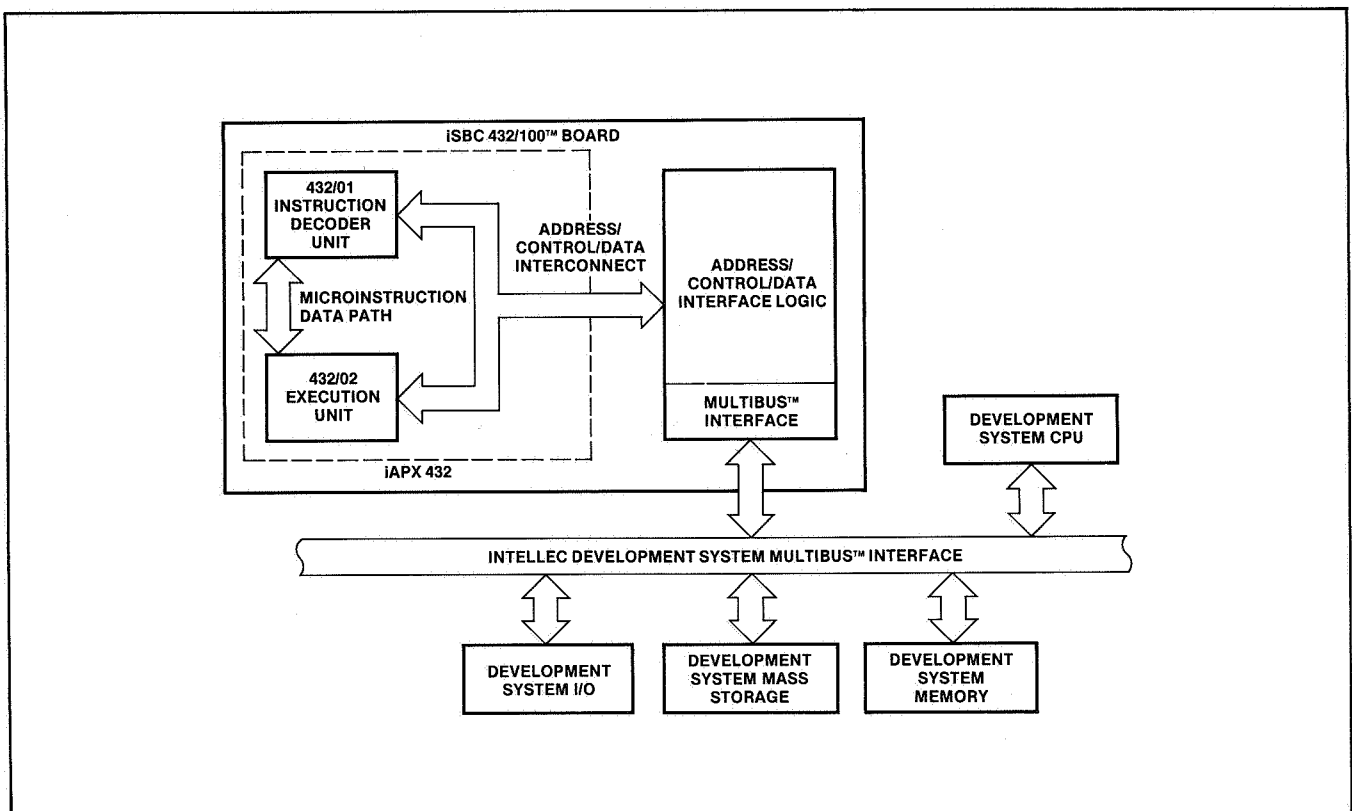 iSBC 432/100™ BOARD
432/01
INSTRUCTION
DECODER
UNIT
MICROINSTRUCTION
DATA PATH
432/02
EXECUTION
UNIT
iAPX 432
ADDRESS/
CONTROL/DATA
INTERCONNECT
ADDRESS/
CONTROL/DATA
INTERFACE LOGIC
MULTIBUS™
INTERFACE
DEVELOPMENT
SYSTEM CPU
INTELLEC DEVELOPMENT SYSTEM MULTIBUS™ INTERFACE
DEVELOPMENT
SYSTEM I/O
DEVELOPMENT
SYSTEM MASS
STORAGE
DEVELOPMENT
SYSTEM
MEMORY